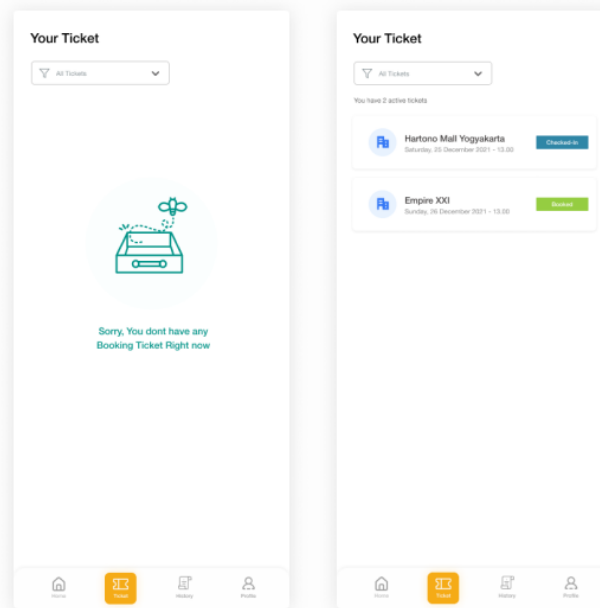 Your Ticket
All Tickets
Sorry, You dont have any
Booking Ticket Right now
Home
Ticket
History
Profile
Your Ticket
All Tickets
You have 2 active tickets
Hartono Mall Yogyakarta
Saturday, 25 December 2021 - 13.00
Checked-In
Empire XXI
Sunday, 26 December 2021 - 13.00
Booked
Home
Ticket
History
Profile